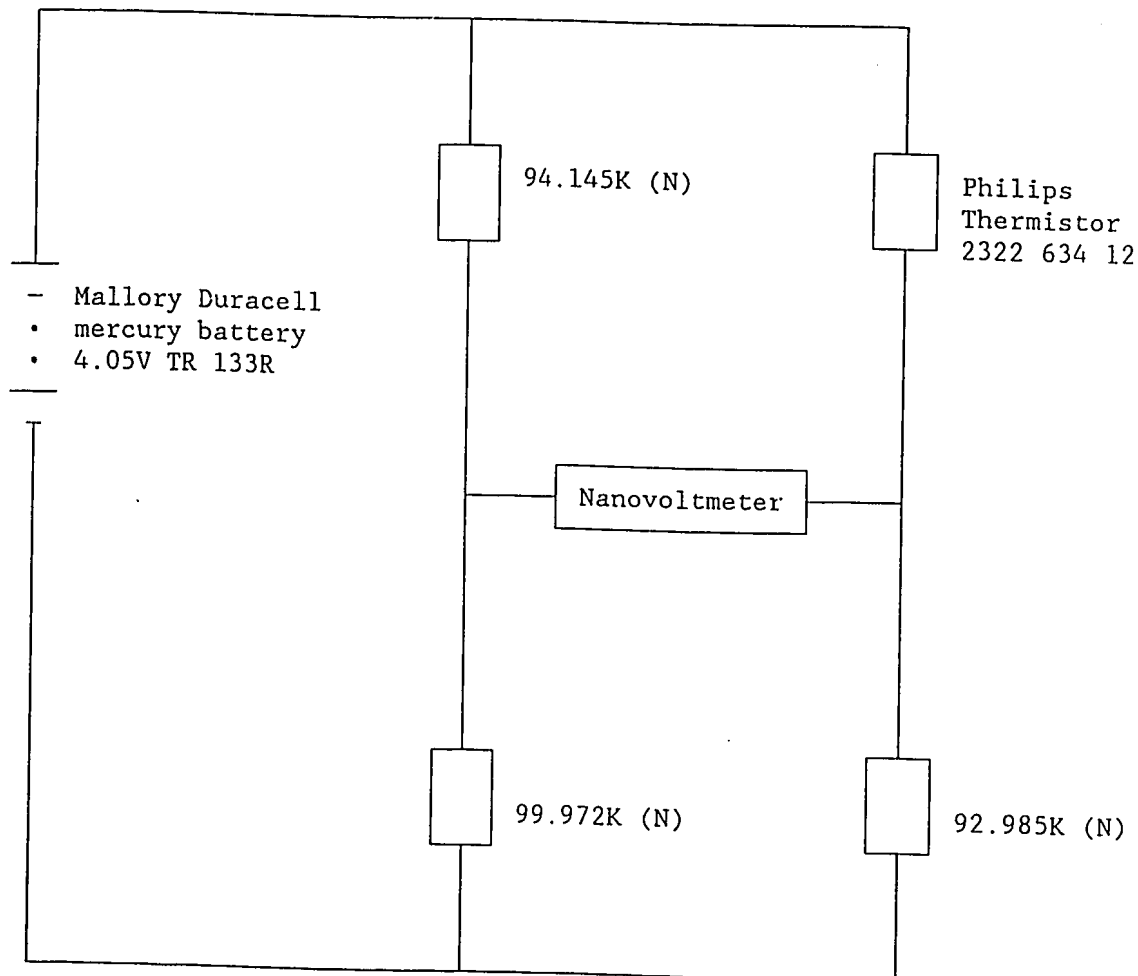 94.145K (N)
Philips
Thermistor
2322 634 12
- Mallory Duracell
• mercury battery
• 4.05V TR 133R
Nanovoltmeter
99.972K (N)
92.985K (N)